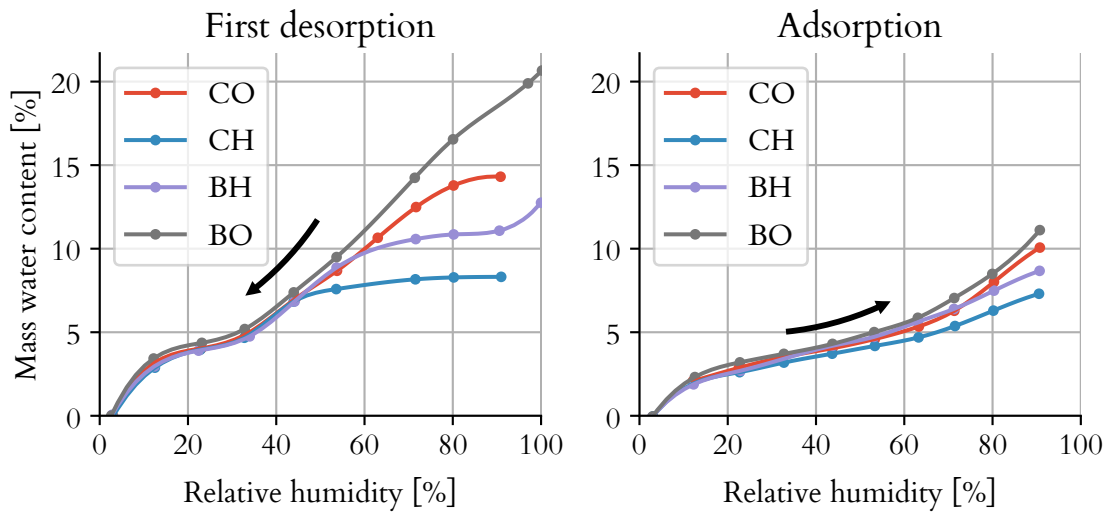 First desorption
Mass water content [%]
20
15
10
5
0
CO
CH
BH
BO
0 20 40 60 80 100
Relative humidity [%]
Adsorption
20
15
10
5
0
CO
CH
BH
BO
0 20 40 60 80 100
Relative humidity [%]